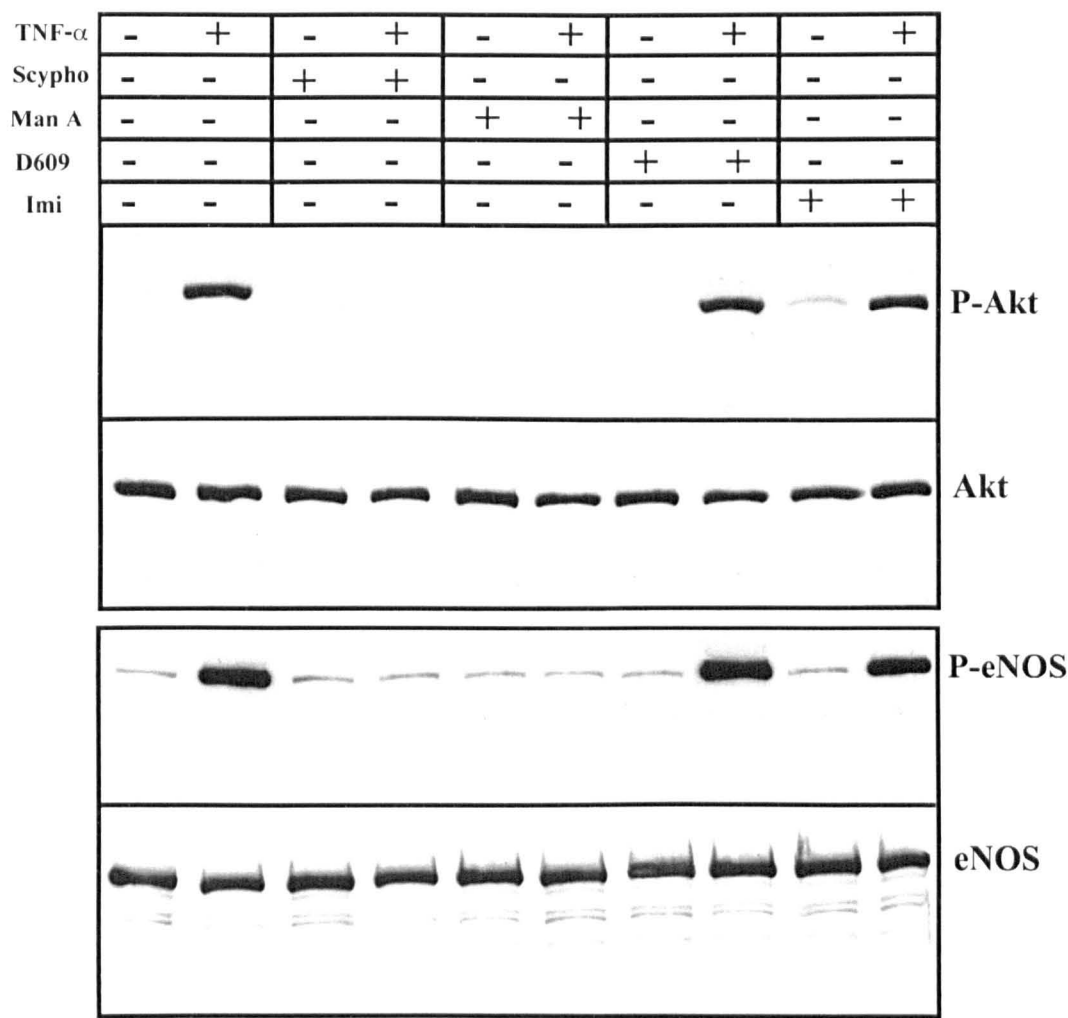 TNF-α - + - + - + - + - +
Scypho - - + + - - - - - -
Man A - - - - + + - - - -
D609 - - - - - - + + - -
Imi - - - - - - - - + +
P-Akt
Akt
P-eNOS
eNOS